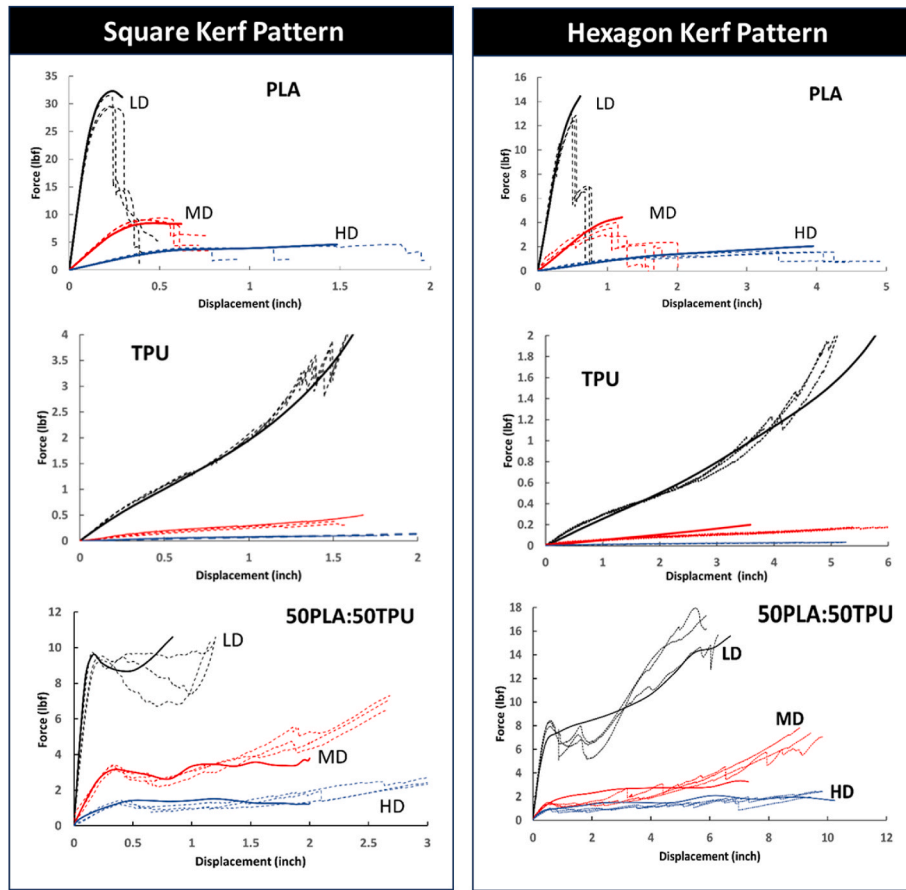 Square Kerf Pattern
PLA
35
30
25
20
15
10
5
0
Force (lbf)
LD
MD
HD
0
0.5
1
1.5
2
Displacement (inch)
TPU
4
3.5
3
2.5
2
1.5
1
0.5
0
Force (lbf)
0
0.5
1
1.5
2
Displacement (inch)
50PLA:50TPU
12
10
8
6
4
2
0
Force (lbf)
LD
MD
HD
0
0.5
1
1.5
2
2.5
3
Displacement (inch)
Hexagon Kerf Pattern
PLA
16
14
12
10
8
6
4
2
0
Force (lbf)
LD
MD
HD
0
1
2
3
4
5
Displacement (inch)
TPU
2
1.8
1.6
1.4
1.2
1
0.8
0.6
0.4
0.2
0
Force (lbf)
0
1
2
3
4
5
6
Displacement (inch)
50PLA:50TPU
18
16
14
12
10
8
6
4
2
0
Force (lbf)
LD
MD
HD
0
2
4
6
8
10
12
Displacement (inch)